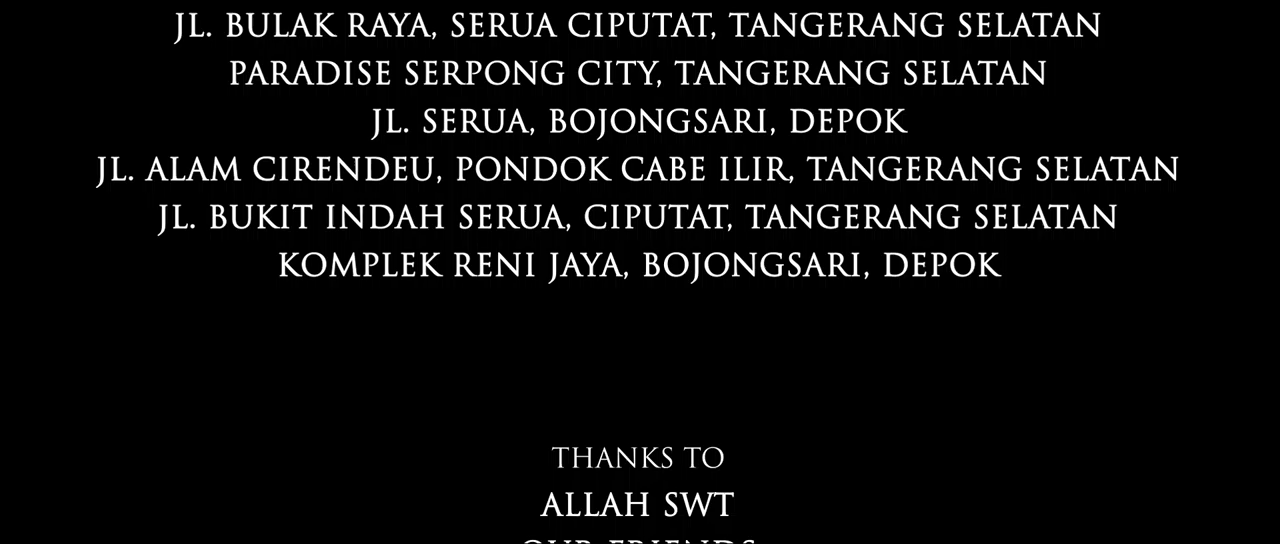 JL. BULAK RAYA, SERUA CIPUTAT, TANGERANG SELATAN
PARADISE SERPONG CITY, TANGERANG SELATAN
JL. SERUA, BOJONGSARI, DEPOK
JL. ALAM CIRENDEU, PONDOK CABE ILIR, TANGERANG SELATAN
JL. BUKIT INDAH SERUA, CIPUTAT, TANGERANG SELATAN
KOMPLEK RENI JAYA, BOJONGSARI, DEPOK
THANKS TO
ALLAH SWT
OUR FRIENDS